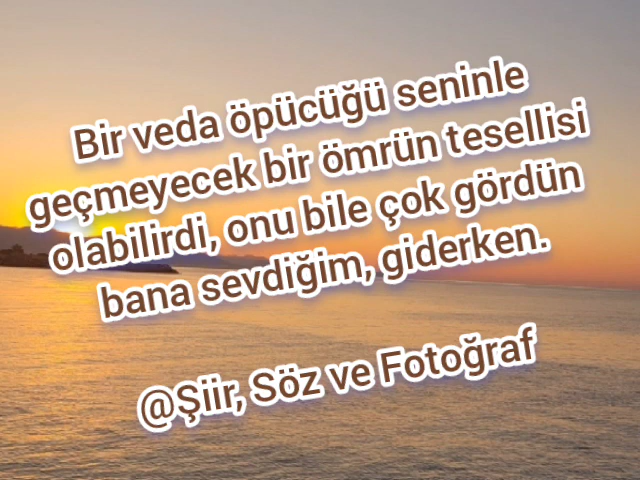 Bir veda öpücüğü seninle
geçmeyecek bir ömrün tesellisi
olabilirdi, onu bile çok gördün
bana sevdiğim, giderken.
@Şiir, Söz ve Fotoğraf